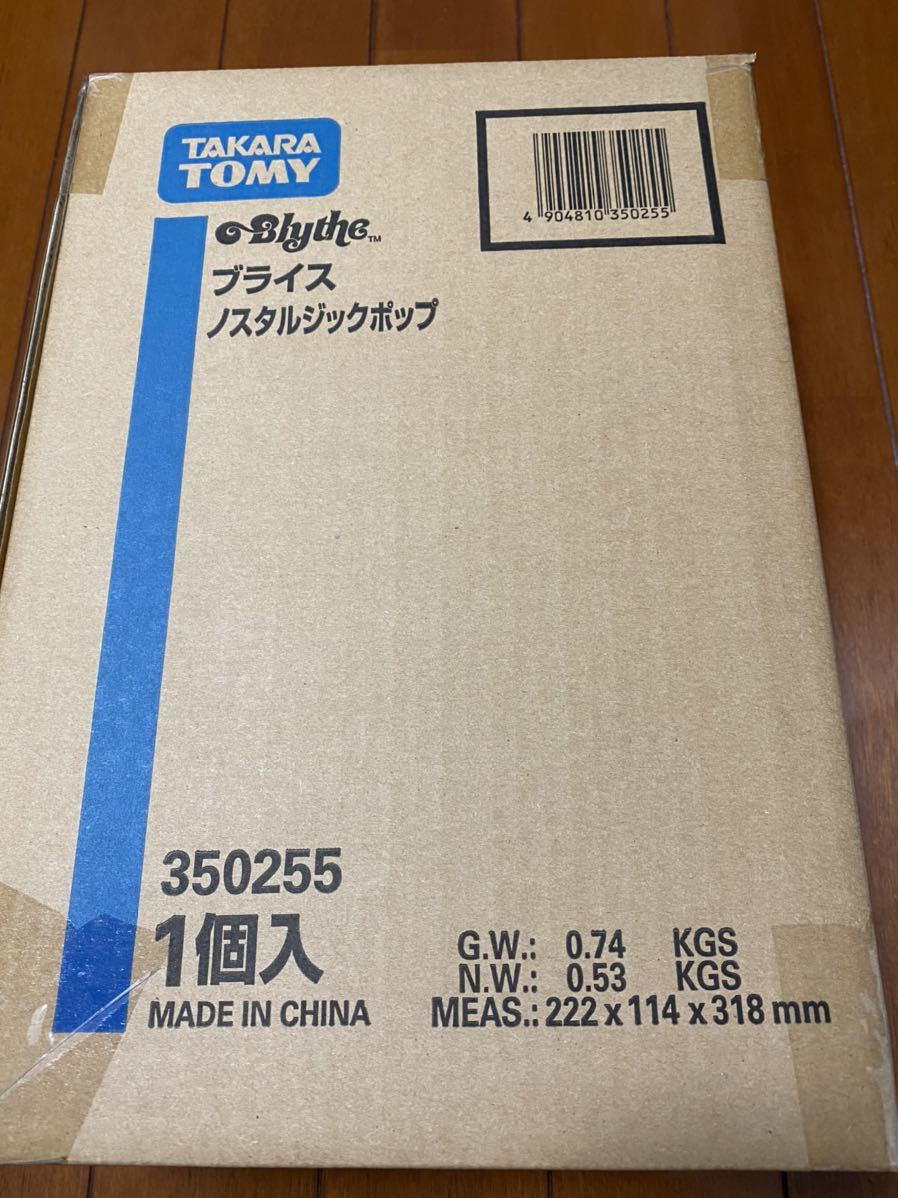 TAKARA
TOMY
Blythe™
ブライス
ノスタルジックポップ
4 904810 350255
350255
1個入
MADE IN CHINA
G.W.: 0.74 KGS
N.W.: 0.53 KGS
MEAS.: 222 x 114 x 318 mm